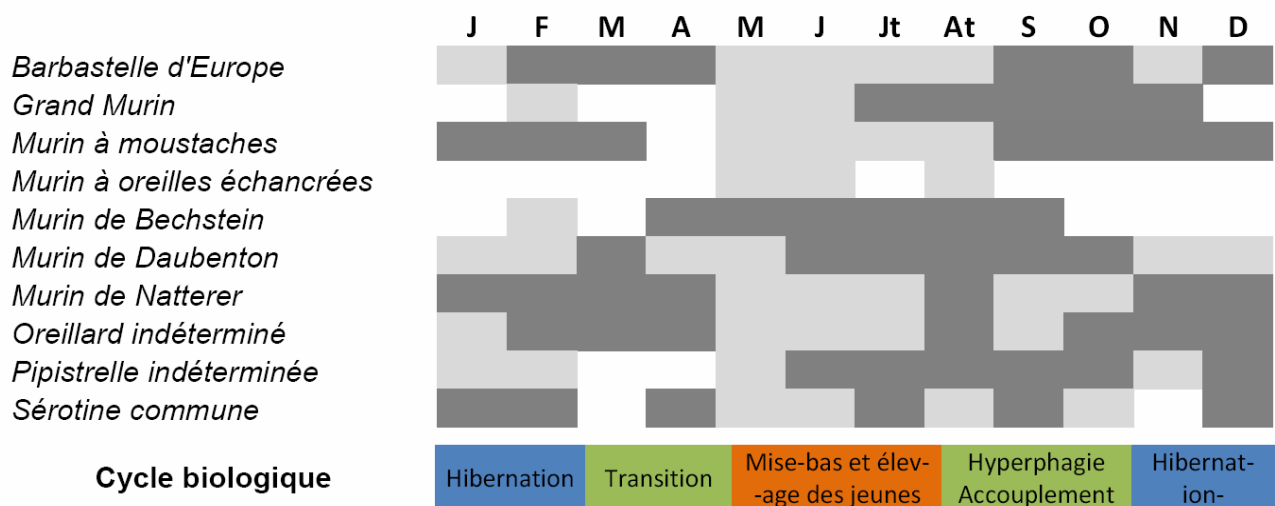 J F M A M J Jt At S O N D
Barbastelle d'Europe
Grand Murin
Murin à moustaches
Murin à oreilles échancrées
Murin de Bechstein
Murin de Daubenton
Murin de Natterer
Oreillard indéterminé
Pipistrelle indéterminée
Sérotine commune
Cycle biologique
Hibernation
Transition
Mise-bas et élev-
-age des jeunes
Hyperphagie
Accouplement
Hibernat-
ion-